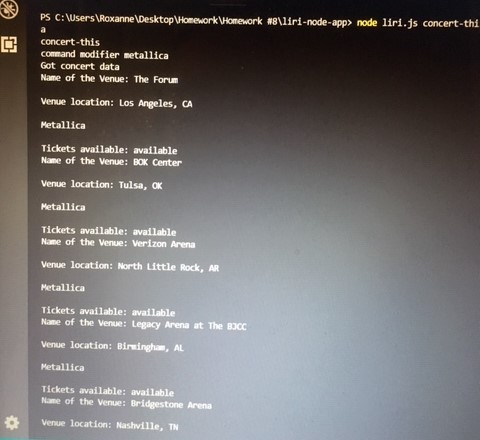 PS C:\Users\Roxanne\Desktop\Homework\Homework #8\liri-node-app> node liri.js concert-thi
a
concert-this
command modifier metallica
Got concert data
Name of the Venue: The Forum
Venue location: Los Angeles, CA
Metallica
Tickets available: available
Name of the Venue: BOK Center
Venue location: Tulsa, OK
Metallica
Tickets available: available
Name of the Venue: Verizon Arena
Venue location: North Little Rock, AR
Metallica
Tickets available: available
Name of the Venue: Legacy Arena at The BJCC
Venue location: Birmingham, AL
Metallica
Tickets available: available
Name of the Venue: Bridgestone Arena
Venue location: Nashville, TN